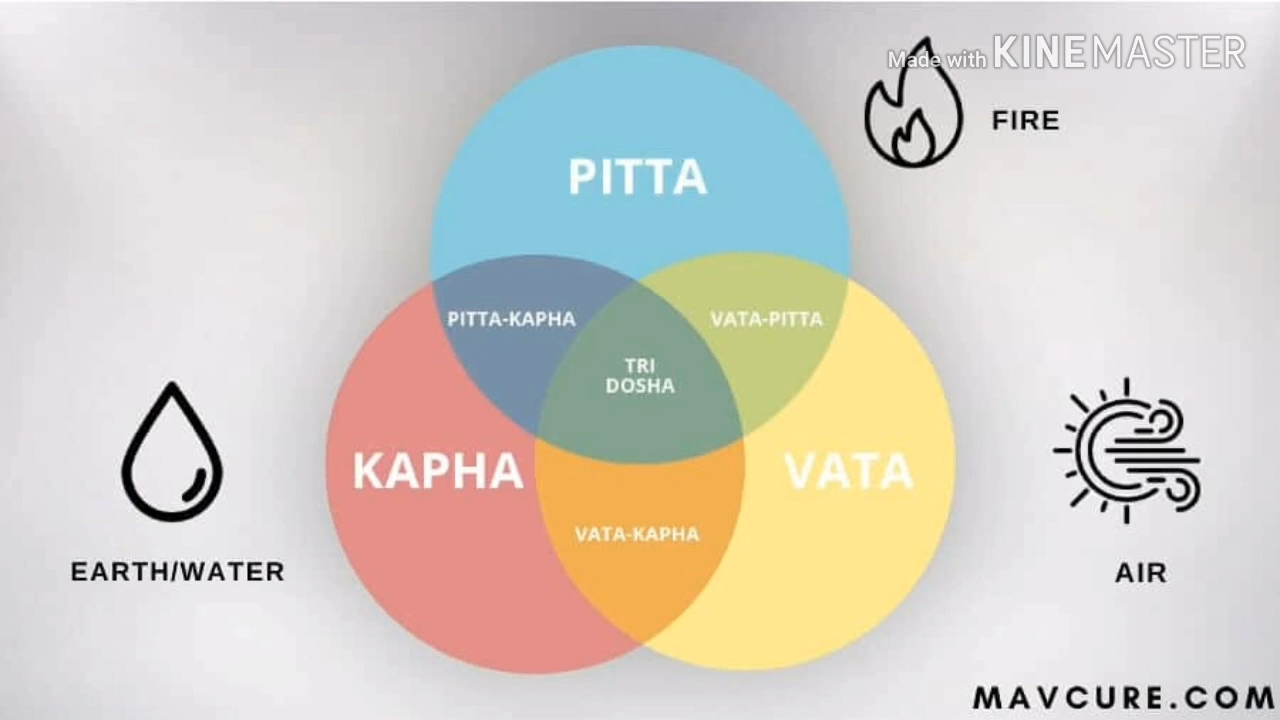 Made with KINEMASTER
FIRE
PITTA
PITTA-KAPHA
VATA-PITTA
TRI
DOSHA
KAPHA
VATA
VATA-KAPHA
EARTH/WATER
AIR
MAVCURE.COM